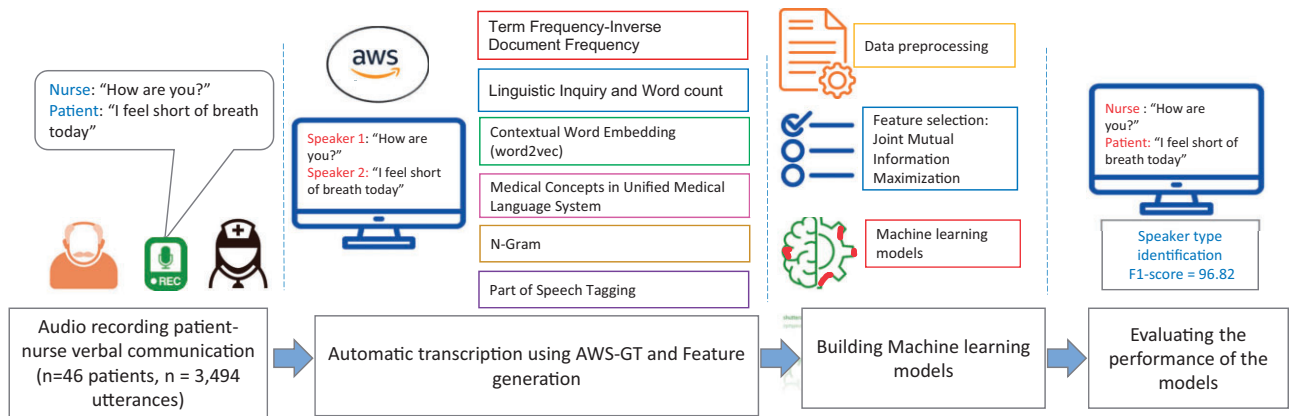 Nurse: “How are you?”
Patient: “I feel short of breath
today”
REC
aws
Speaker 1: “How are
you?”
Speaker 2: “I feel short
of breath today”
Term Frequency-Inverse
Document Frequency
Linguistic Inquiry and Word count
Contextual Word Embedding
(word2vec)
Medical Concepts in Unified Medical
Language System
N-Gram
Part of Speech Tagging
Data preprocessing
Feature selection:
Joint Mutual
Information
Maximization
Machine learning
models
Nurse : “How are
you?”
Patient: “I feel short of
breath today”
Speaker type
identification
F1-score = 96.82
Audio recording patient-
nurse verbal communication
(n=46 patients, n = 3,494
utterances)
Automatic transcription using AWS-GT and Feature
generation
Building Machine learning
models
Evaluating the
performance of the
models